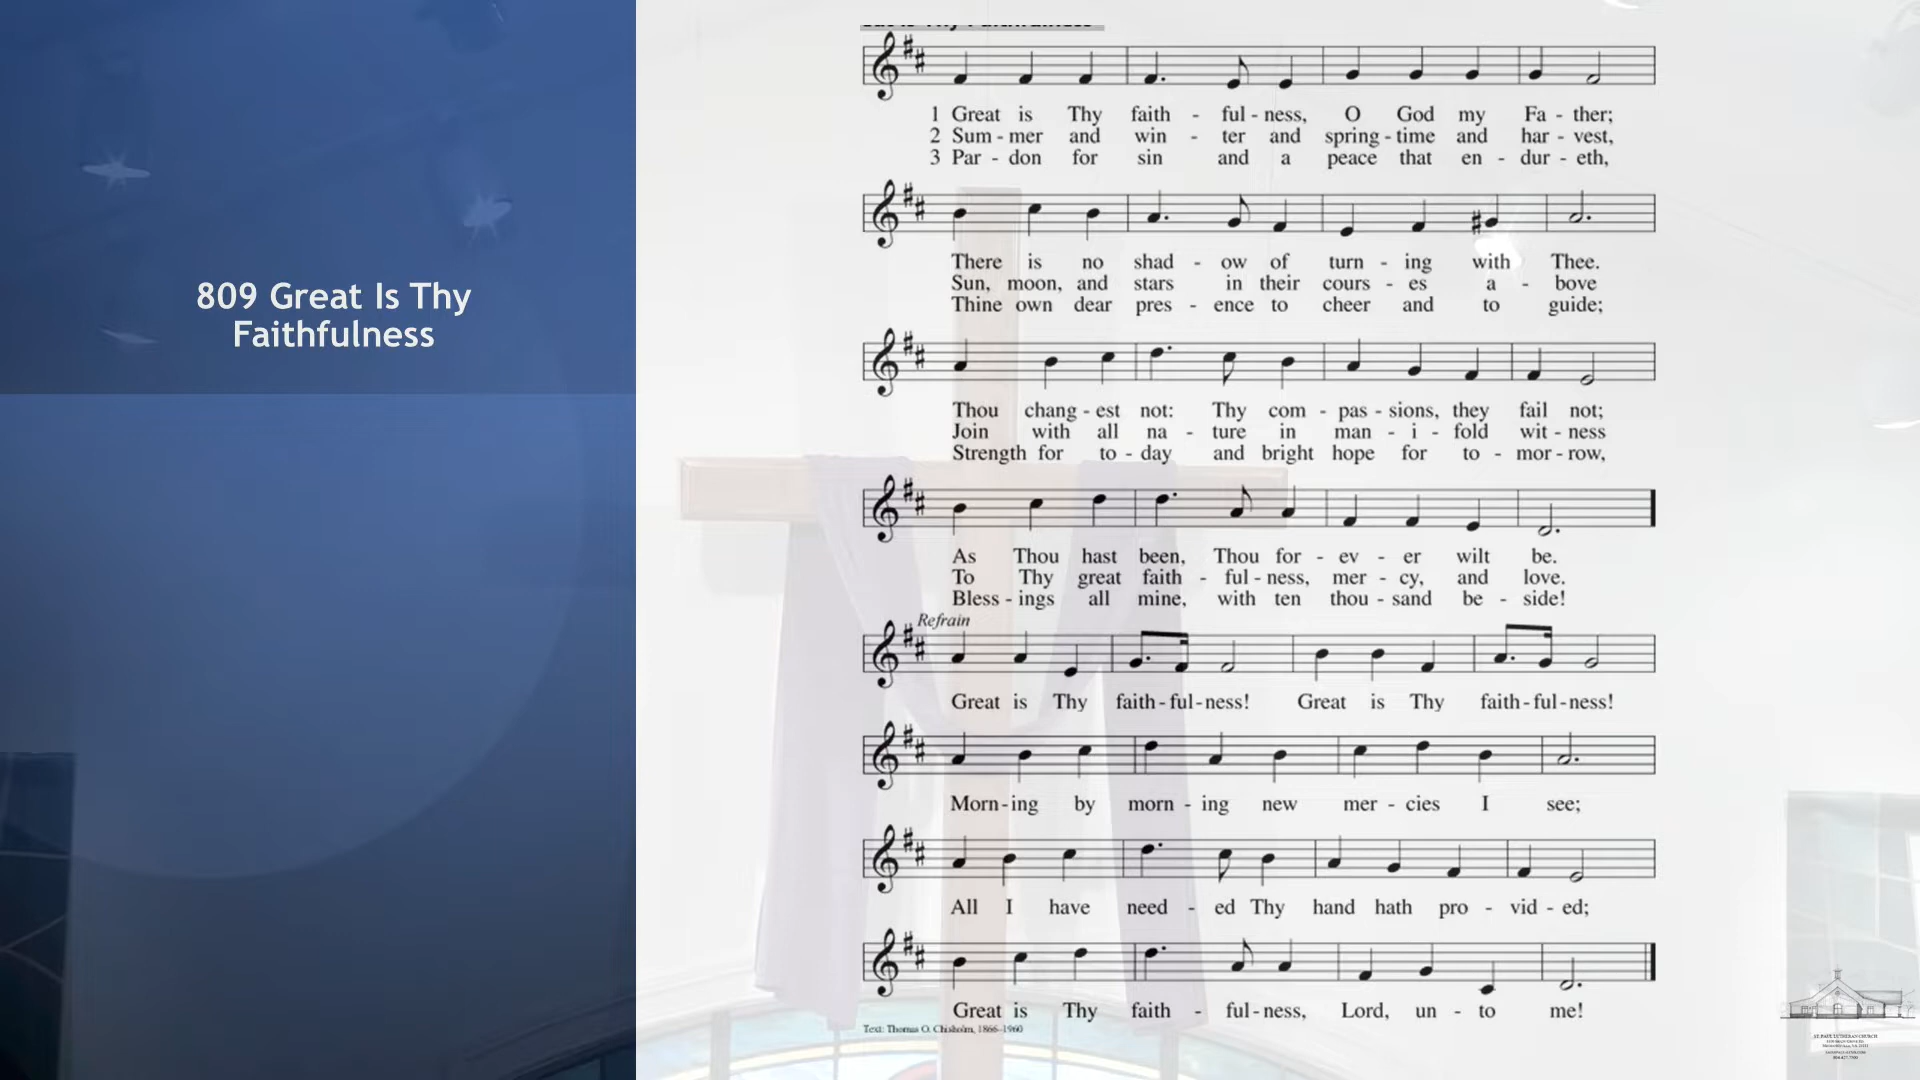 809 Great Is Thy
Faithfulness
1 Great is Thy faith - ful - ness, O God my Fa - ther;
2 Sum - mer and win - ter and spring - time and har - vest,
3 Par - don for sin and a peace that en - dur - eth,
There is no shad - ow of turn - ing with Thee.
Sun, moon, and stars in their cours - es a - bove
Thine own dear pres - ence to cheer and to guide;
Thou chang - est not: Thy com - pas - sions, they fail not;
Join with all na - ture in man - i - fold wit - ness
Strength for to - day and bright hope for to - mor - row,
As Thou hast been, Thou for - ev - er wilt be.
To Thy great faith - ful - ness, mer - cy, and love.
Bless - ings all mine, with ten thou - sand be - side!
Refrain
Great is Thy faith - ful - ness! Great is Thy faith - ful - ness!
Morn - ing by morn - ing new mer - cies I see;
All I have need - ed Thy hand hath pro - vid - ed;
Great is Thy faith - ful - ness, Lord, un - to me!
Text: Thomas O. Chisholm, 1866-1960
ST. PAUL LUTHERAN CHURCH